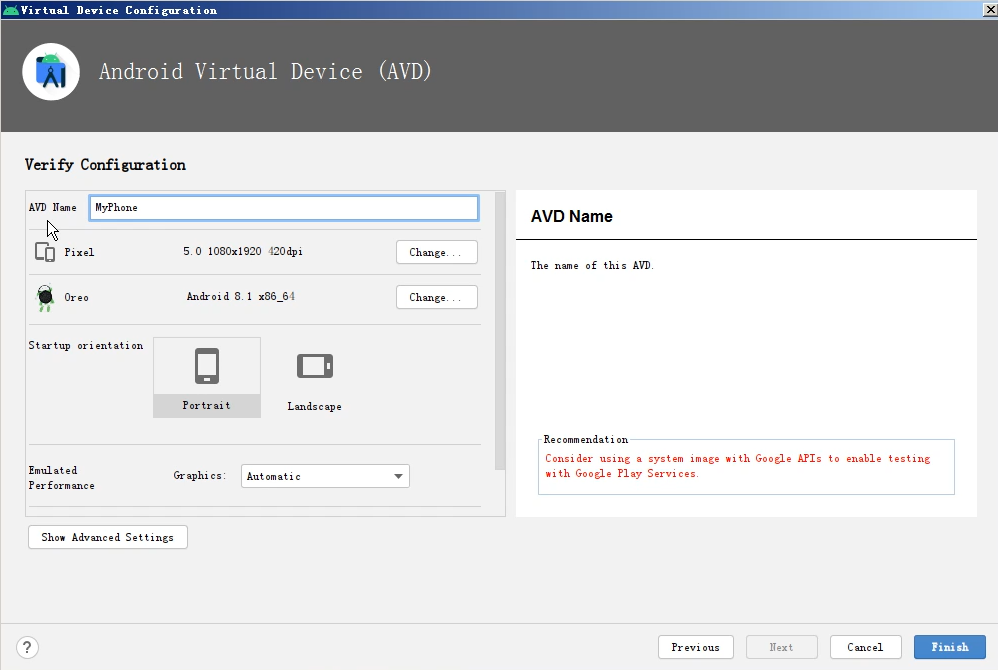 Virtual Device Configuration
Android Virtual Device (AVD)
Verify Configuration
AVD Name MyPhone
Pixel 5.0 1080x1920 420dpi Change...
Oreo Android 8.1 x86_64 Change...
Startup orientation
Portrait
Landscape
Emulated
Performance
Graphics: Automatic
Show Advanced Settings
AVD Name
The name of this AVD.
Recommendation
Consider using a system image with Google APIs to enable testing
with Google Play Services.
? Previous Next Cancel Finish